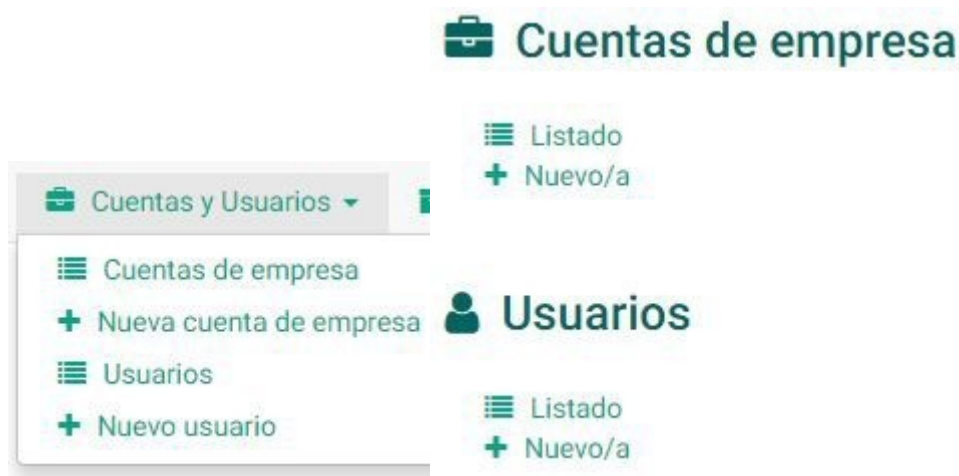 Cuentas y Usuarios
Cuentas de empresa
Nueva cuenta de empresa
Usuarios
Nuevo usuario
Cuentas de empresa
Listado
Nuevo/a
Usuarios
Listado
Nuevo/a